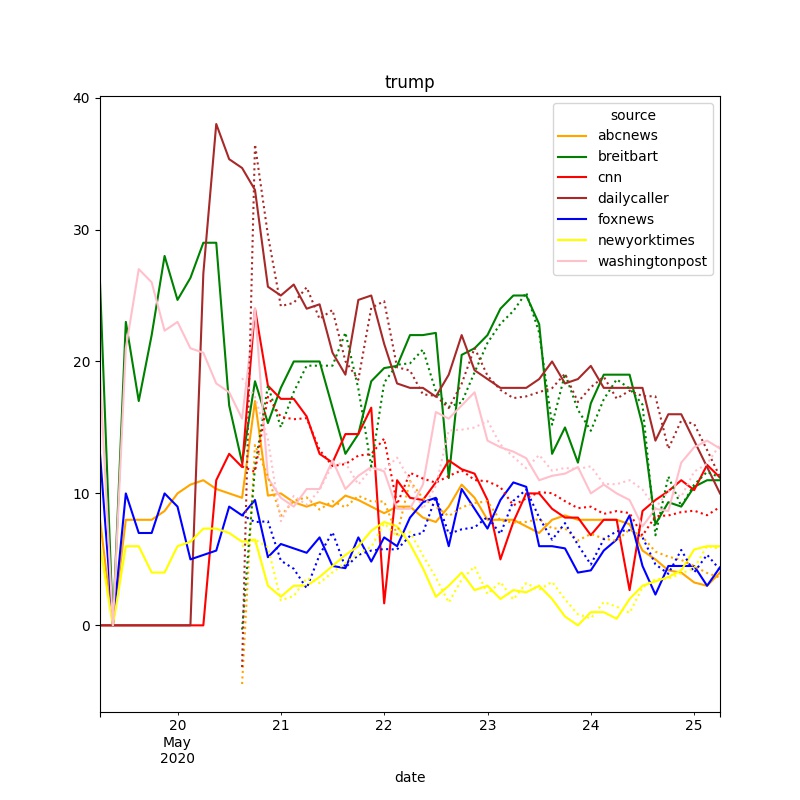 trump
40
30
20
10
0
source
abcnews
breitbart
cnn
dailycaller
foxnews
newyorktimes
washingtonpost
20 21 22 23 24 25
May
2020
date